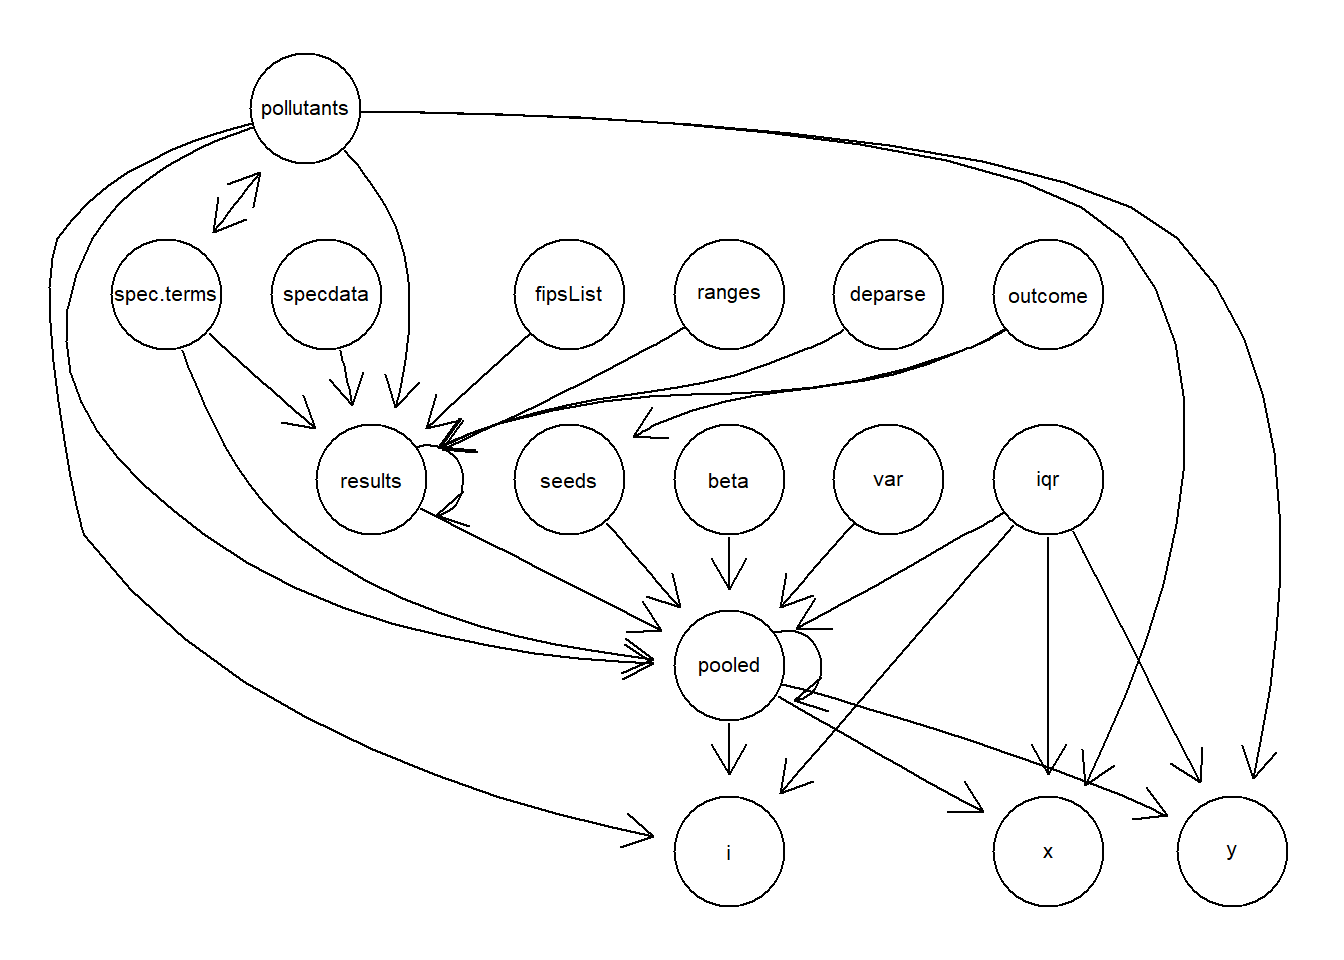 pollutants
spec.terms
specdata
fipsList
ranges
deparse
outcome
results
seeds
beta
var
iqr
pooled
i
x
y